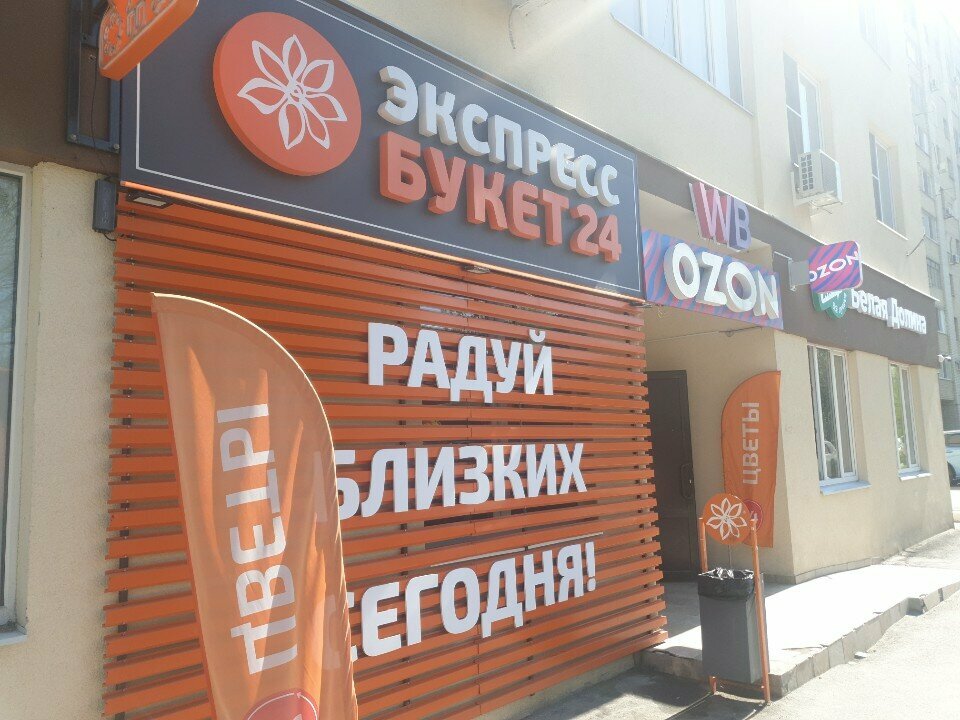 ЭКСПРЕСС
БУКЕТ 24
РАДУЙ
БЛИЗКИХ
СЕГОДНЯ!
ЦВЕТЫ
WB
OZON
OZON
Белая Долина
ЦВЕТЫ